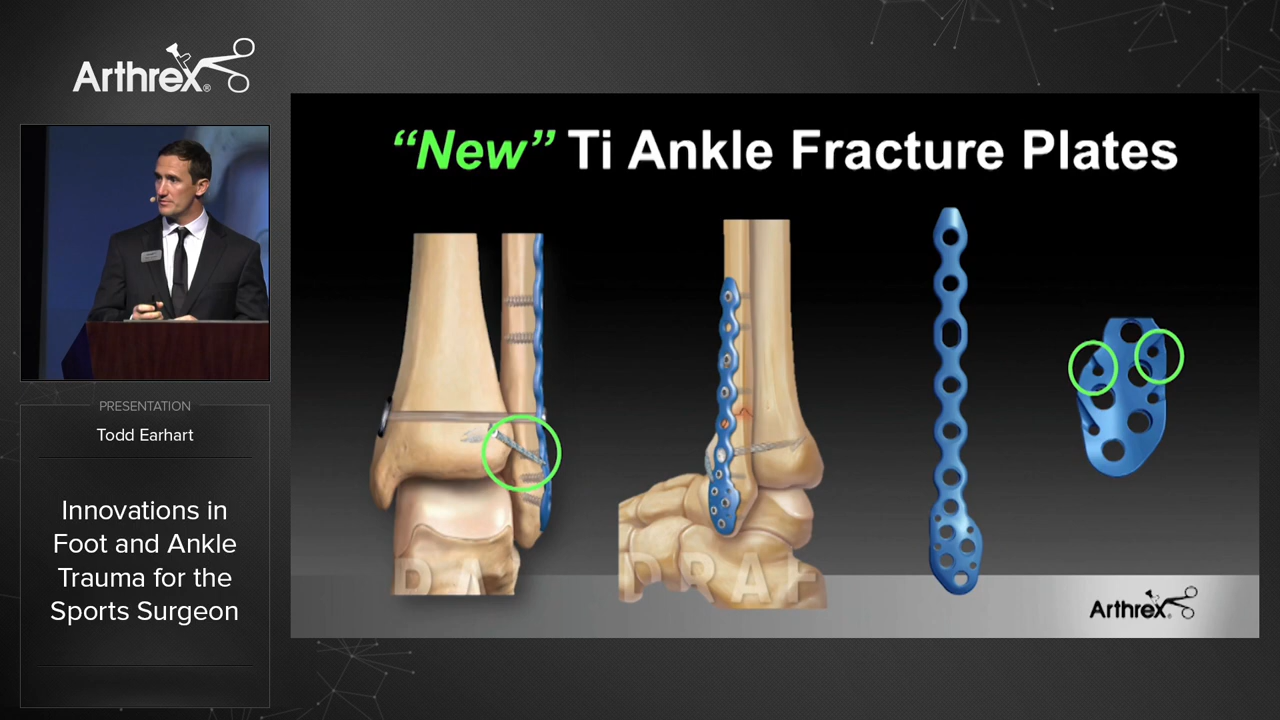 Arthrex®
PRESENTATION
Todd Earhart
Innovations in
Foot and Ankle
Trauma for the
Sports Surgeon
“New” Ti Ankle Fracture Plates
DRAF
Arthrex®